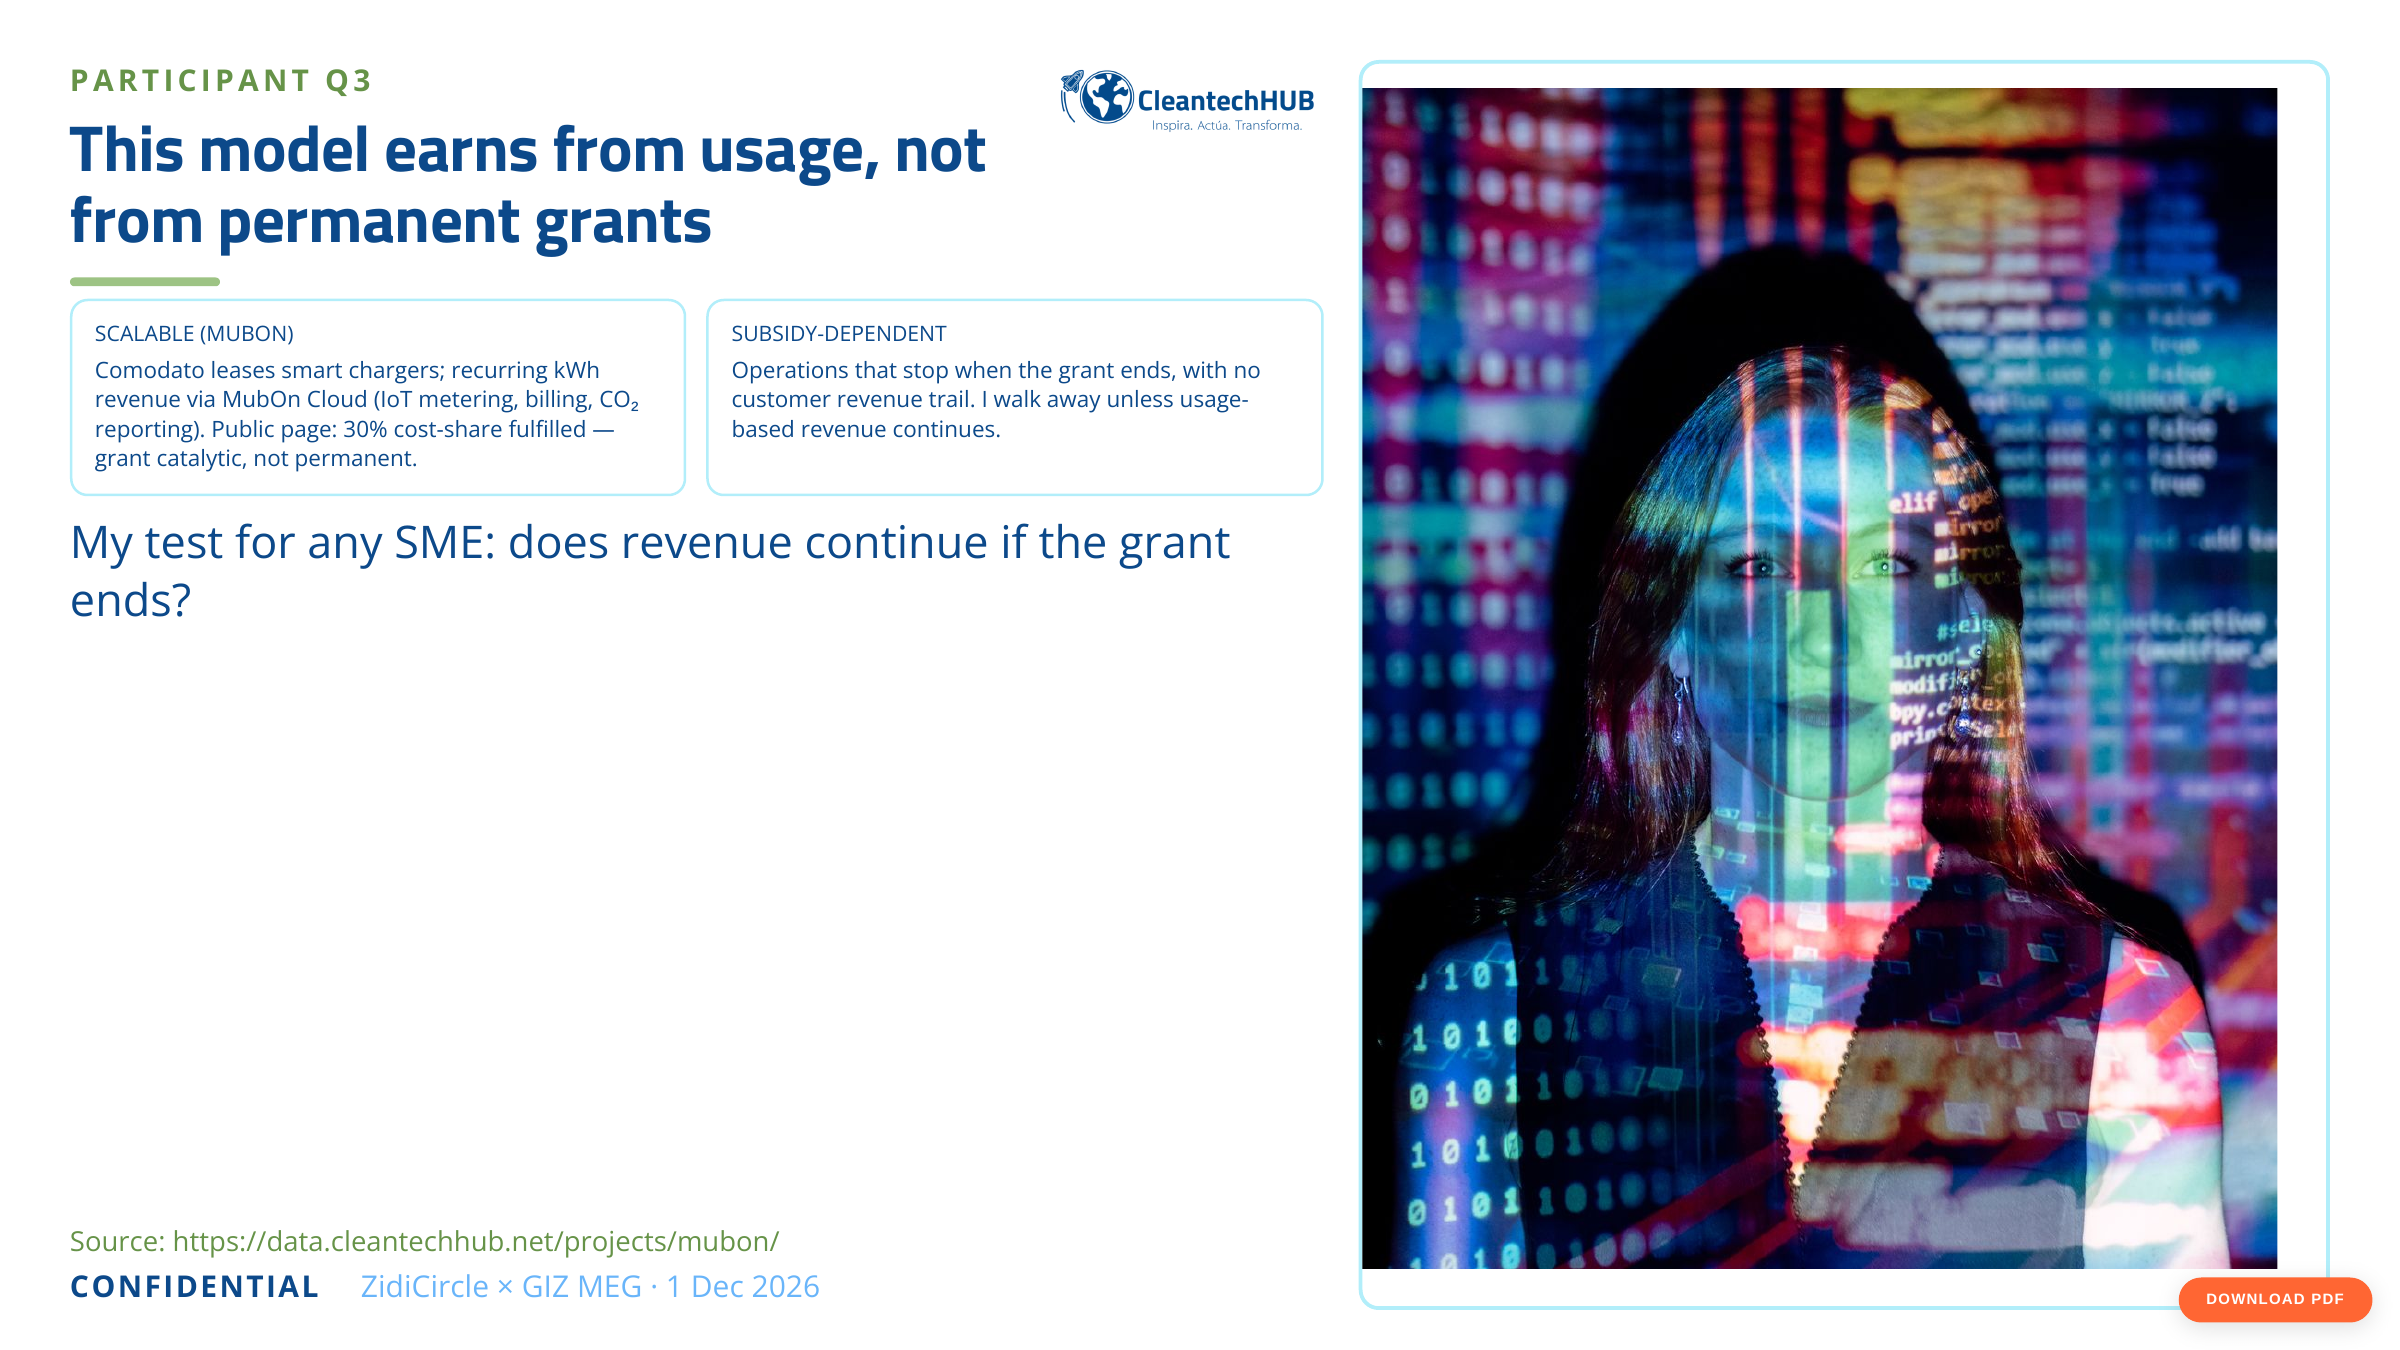 PARTICIPANT Q3
This model earns from usage, not
from permanent grants
CleantechHUB
Inspira. Actúa. Transforma.
SCALABLE (MUBON)
Comodato leases smart chargers; recurring kWh
revenue via MubOn Cloud (IoT metering, billing, CO₂
reporting). Public page: 30% cost-share fulfilled —
grant catalytic, not permanent.
SUBSIDY-DEPENDENT
Operations that stop when the grant ends, with no
customer revenue trail. I walk away unless usage-
based revenue continues.
My test for any SME: does revenue continue if the grant
ends?
Source: https://data.cleantechhub.net/projects/mubon/
CONFIDENTIAL ZidiCircle × GIZ MEG · 1 Dec 2026
elif
mirror
mirror
mirror
DOWNLOAD PDF